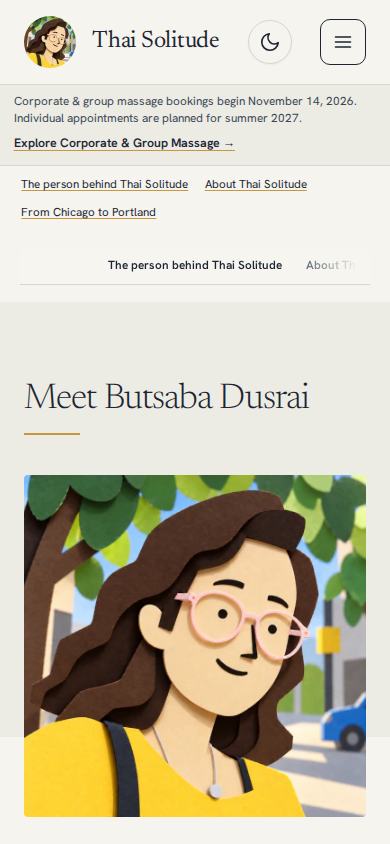 Thai Solitude
Corporate & group massage bookings begin November 14, 2026.
Individual appointments are planned for summer 2027.
Explore Corporate & Group Massage →
The person behind Thai Solitude
About Thai Solitude
From Chicago to Portland
The person behind Thai Solitude
About Th
Meet Butsaba Dusrai